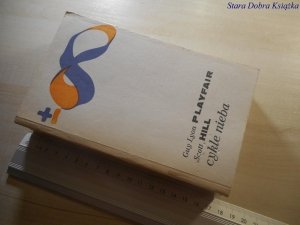 Stara Dobra Książka
Guy Lyon PLAYFAIR
Scott HILL
cykle nieba